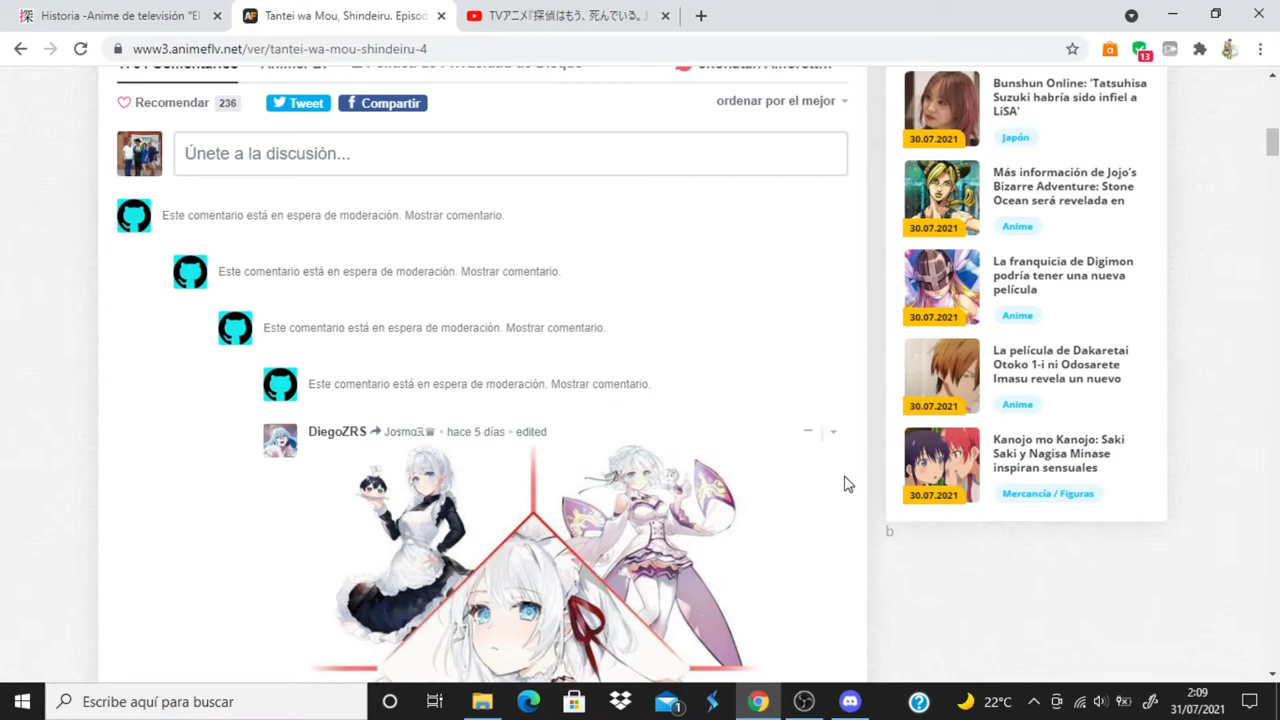 Historia -Anime de televisión "El
Tantei wa Mou, Shindeiru. Episod
TVアニメ『探偵はもう、死んでいる。』
www3.animeflv.net/ver/tantei-wa-mou-shindeiru-4
13
Recomendar 236
Tweet
Compartir
ordenar por el mejor
Únete a la discusión...
Este comentario está en espera de moderación. Mostrar comentario.
Este comentario está en espera de moderación. Mostrar comentario.
Este comentario está en espera de moderación. Mostrar comentario.
Este comentario está en espera de moderación. Mostrar comentario.
DiegoZRS
hace 5 días • edited
Bunshun Online: 'Tatsuhisa
Suzuki habría sido infiel a
LiSA'
30.07.2021
Japón
Más información de Jojo's
Bizarre Adventure: Stone
Ocean será revelada en
30.07.2021
Anime
La franquicia de Digimon
podría tener una nueva
película
30.07.2021
Anime
La película de Dakaretai
Otoko 1-i ni Odosarete
Imasu revela un nuevo
30.07.2021
Anime
Kanojo mo Kanojo: Saki
Saki y Nagisa Minase
inspiran sensuales
30.07.2021
Mercancía / Figuras
b
Escribe aquí para buscar
1
22°C
2:09
31/07/2021